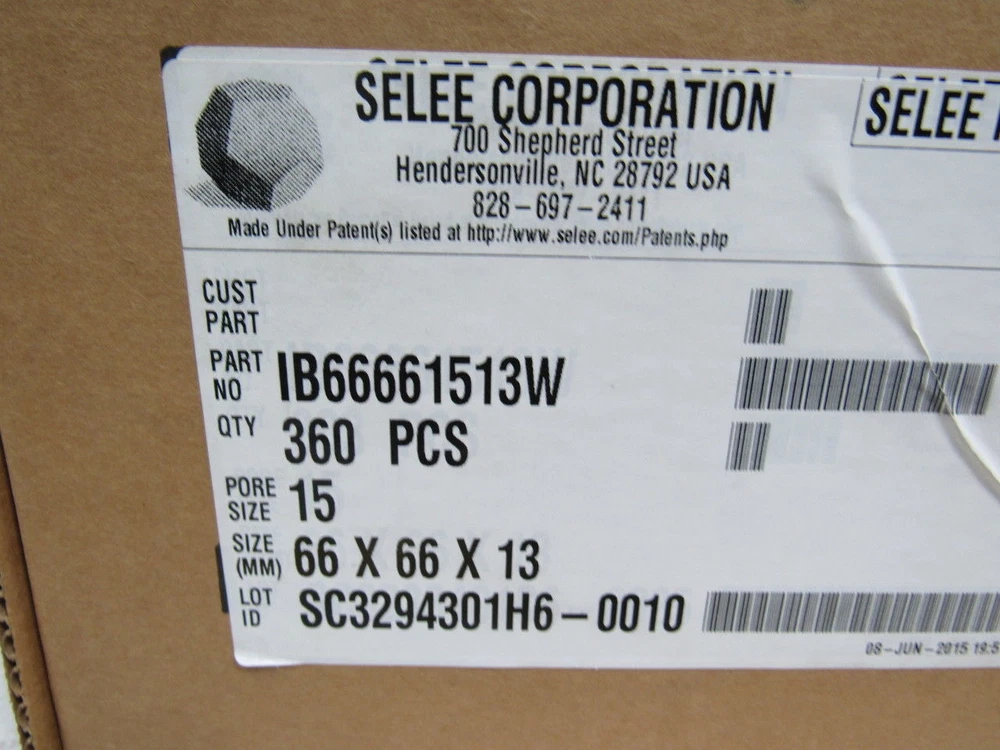 SELEE CORPORATION
700 Shepherd Street
Hendersonville, NC 28792 USA
828-697-2411
Made Under Patent(s) listed at http://www.selee.com/Patents.php
SELEE
CUST
PART
PART
NO
IB66661513W
QTY
360 PCS
PORE
SIZE
15
SIZE
(MM)
66 X 66 X 13
LOT
ID
SC3294301H6-0010
08-JUN-2015 19:5